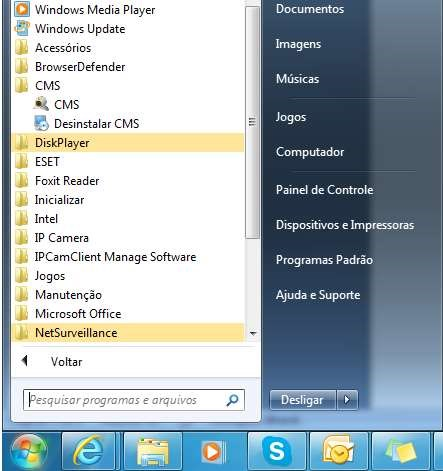 Windows Media Player
Windows Update
Acessórios
BrowserDefender
CMS
CMS
Desinstalar CMS
DiskPlayer
ESET
Foxit Reader
Inicializar
Intel
IP Camera
IPCamClient Manage Software
Jogos
Manutenção
Microsoft Office
NetSurveillance
Voltar
Pesquisar programas e arquivos
Documentos
Imagens
Músicas
Jogos
Computador
Painel de Controle
Dispositivos e Impressoras
Programas Padrão
Ajuda e Suporte
Desligar